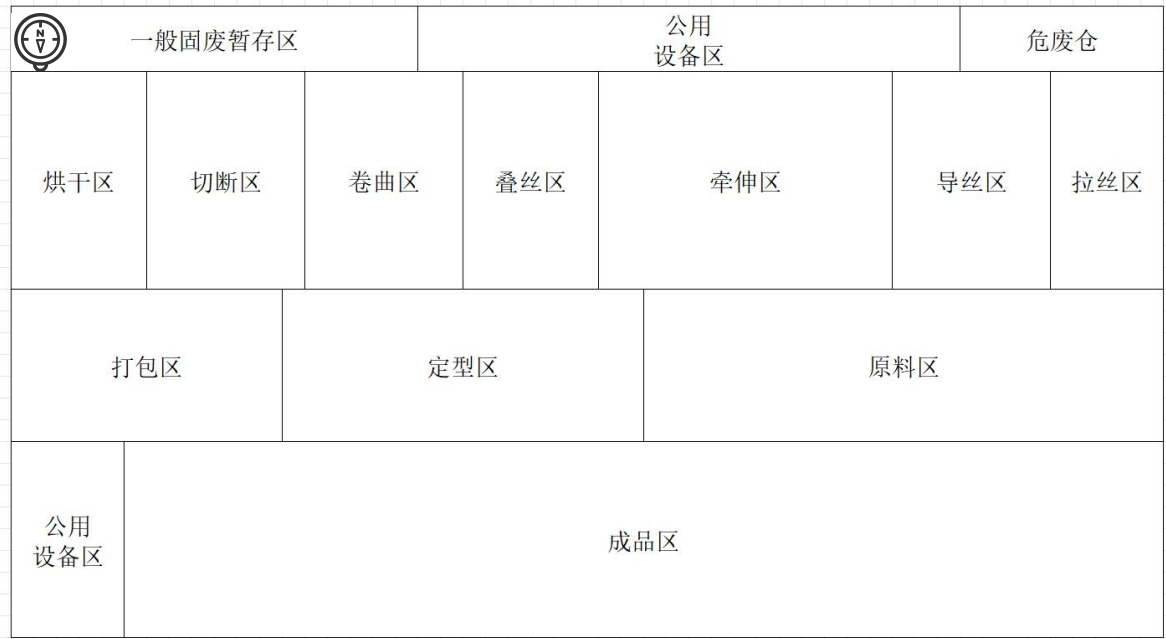 N
一般固废暂存区
公用
设备区
危废仓
烘干区
切断区
卷曲区
叠丝区
牵伸区
导丝区
拉丝区
打包区
定型区
原料区
公用
设备区
成品区